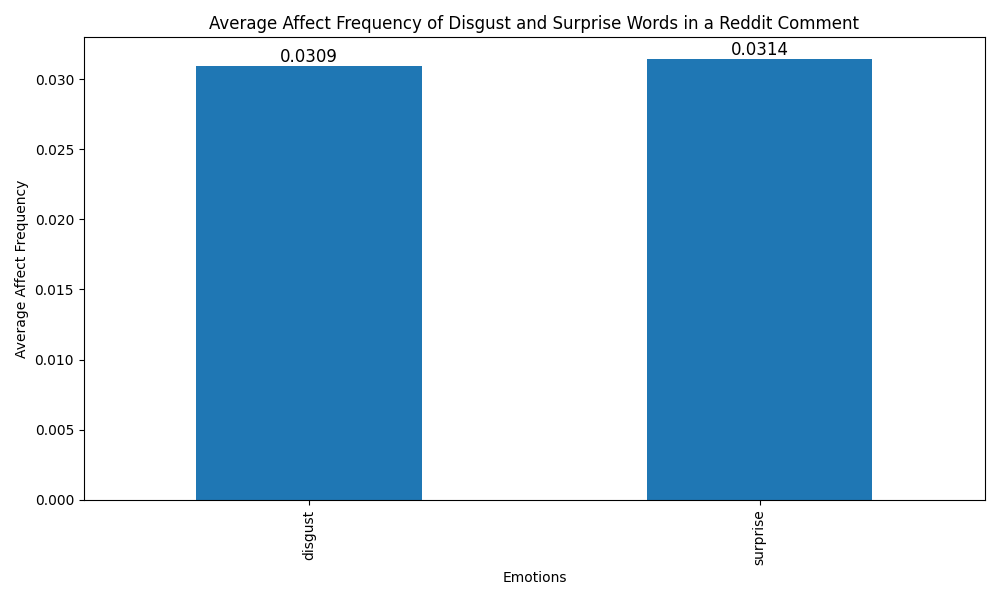 Average Affect Frequency of Disgust and Surprise Words in a Reddit Comment
0.0309
0.0314
0.030
0.025
0.020
0.015
0.010
0.005
0.000
Average Affect Frequency
disgust
surprise
Emotions